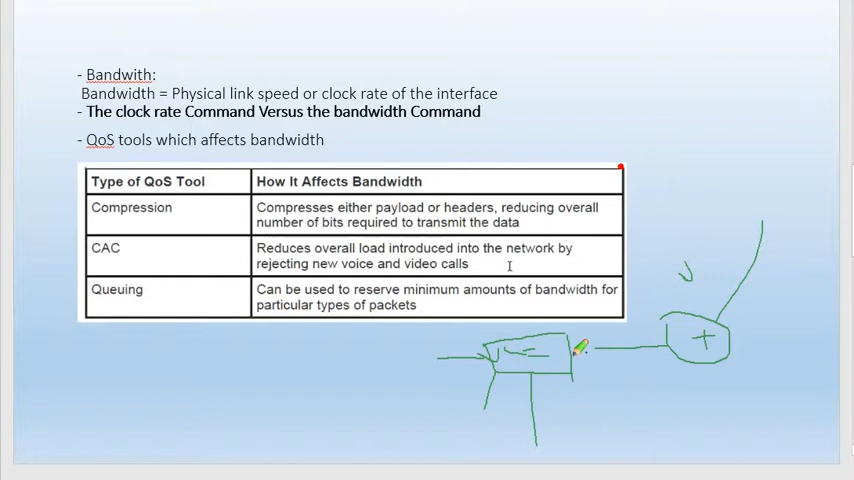 - Bandwith:
Bandwidth = Physical link speed or clock rate of the interface
- The clock rate Command Versus the bandwidth Command
- QoS tools which affects bandwidth
Type of QoS Tool
How It Affects Bandwidth
Compression
Compresses either payload or headers, reducing overall
number of bits required to transmit the data
CAC
Reduces overall load introduced into the network by
rejecting new voice and video calls
Queuing
Can be used to reserve minimum amounts of bandwidth for
particular types of packets